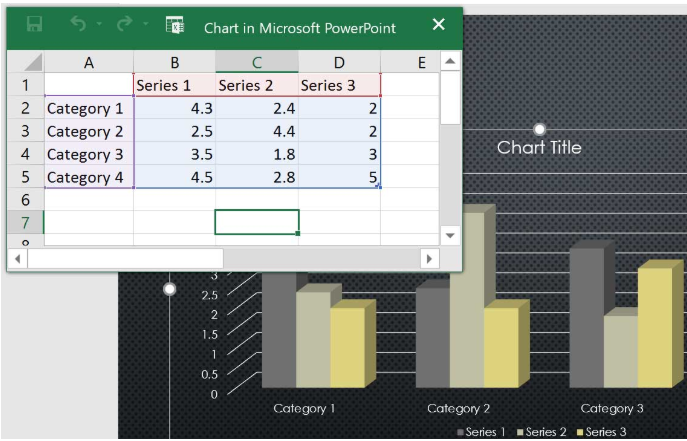 Chart in Microsoft PowerPoint
A B C D E
1 Series 1 Series 2 Series 3
2 Category 1 4.3 2.4 2
3 Category 2 2.5 4.4 2
4 Category 3 3.5 1.8 3
5 Category 4 4.5 2.8 5
6
7
8
Chart Title
3
2.5
2
1.5
1
0.5
0
Category 1 Category 2 Category 3
Series 1 Series 2 Series 3